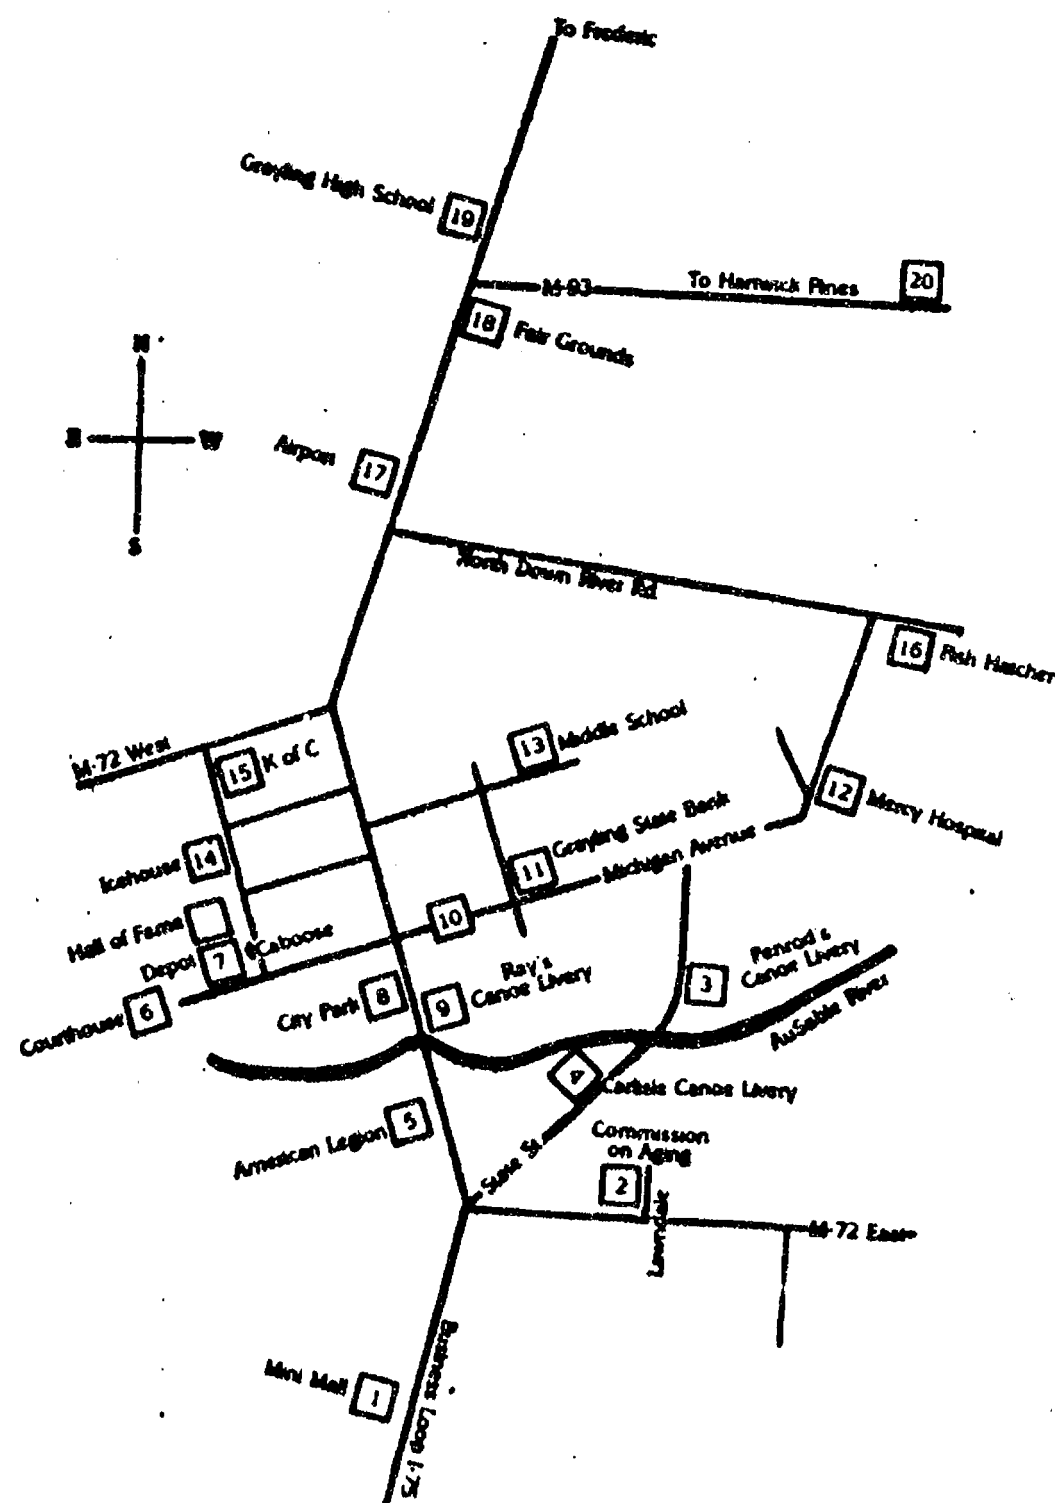 To Frederic
Grayling High School
19
20
M-93
To Hartwick Pines
18
Fair Grounds
N
E
W
S
Airport
17
North Down River Rd.
16
Fish Hatcher
M-72 West
15
K of C
13
Middle School
12
Mercy Hospital
Icehouse
14
11
Grayling State Bank
Michigan Avenue
Hall of Fame
10
Depot
7
Caboose
Courthouse
6
City Park
8
9
Ray's
Canoe Livery
3
Penrod's
Canoe Livery
AuSable River
4
Carlisle Canoe Livery
American Legion
5
State St.
Commission
on Aging
2
Lawndale
M-72 East
Mini Mall
1
Business Loop I-75